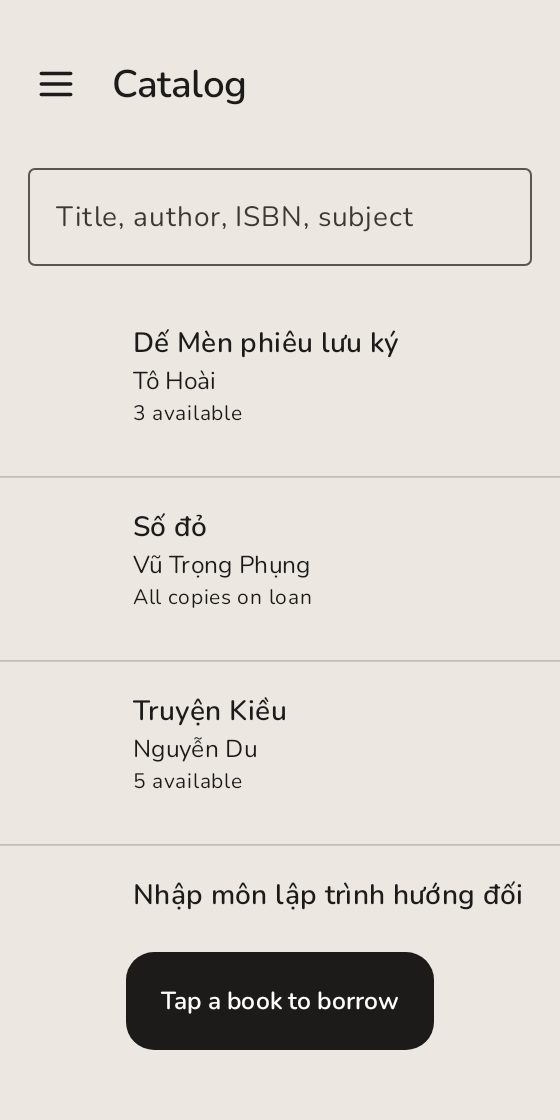 Catalog
Title, author, ISBN, subject
Dế Mèn phiêu lưu ký
Tô Hoài
3 available
Số đỏ
Vũ Trọng Phụng
All copies on loan
Truyện Kiều
Nguyễn Du
5 available
Nhập môn lập trình hướng đối
Tap a book to borrow